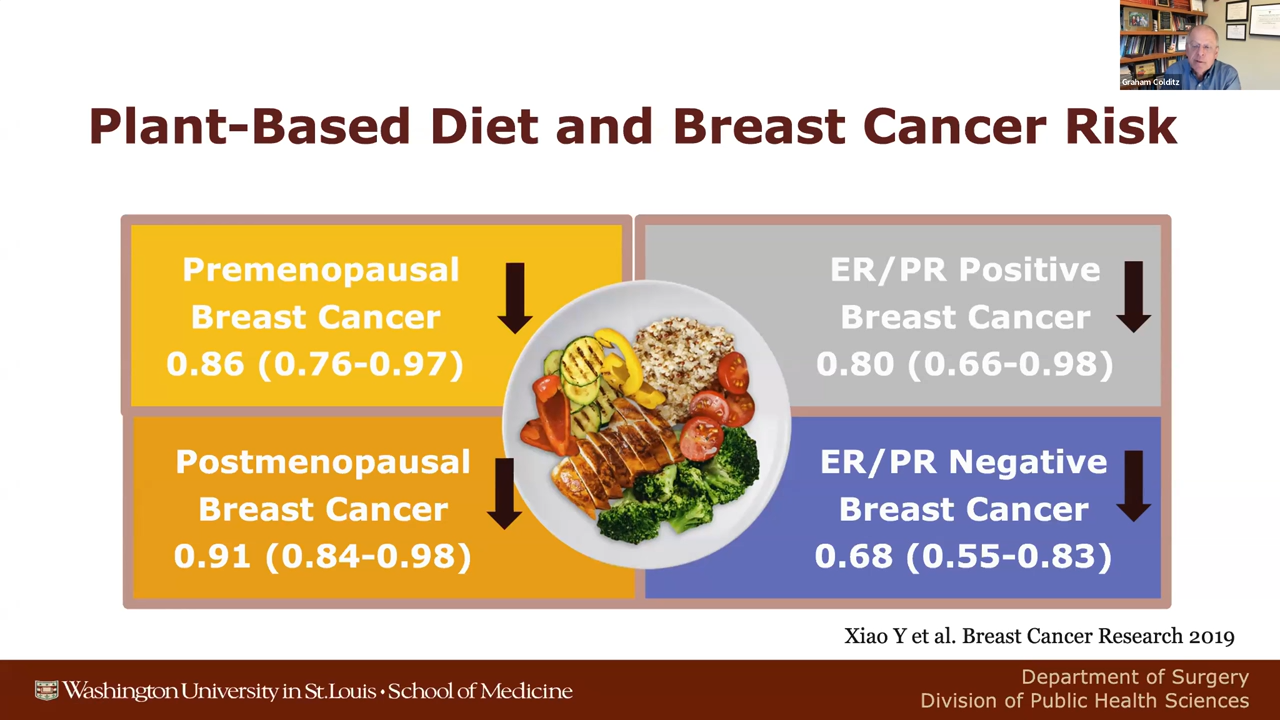 Graham Colditz
Plant-Based Diet and Breast Cancer Risk
Premenopausal
Breast Cancer
0.86 (0.76-0.97)
ER/PR Positive
Breast Cancer
0.80 (0.66-0.98)
Postmenopausal
Breast Cancer
0.91 (0.84-0.98)
ER/PR Negative
Breast Cancer
0.68 (0.55-0.83)
Xiao Y et al. Breast Cancer Research 2019
Washington University in St. Louis • School of Medicine
Department of Surgery
Division of Public Health Sciences